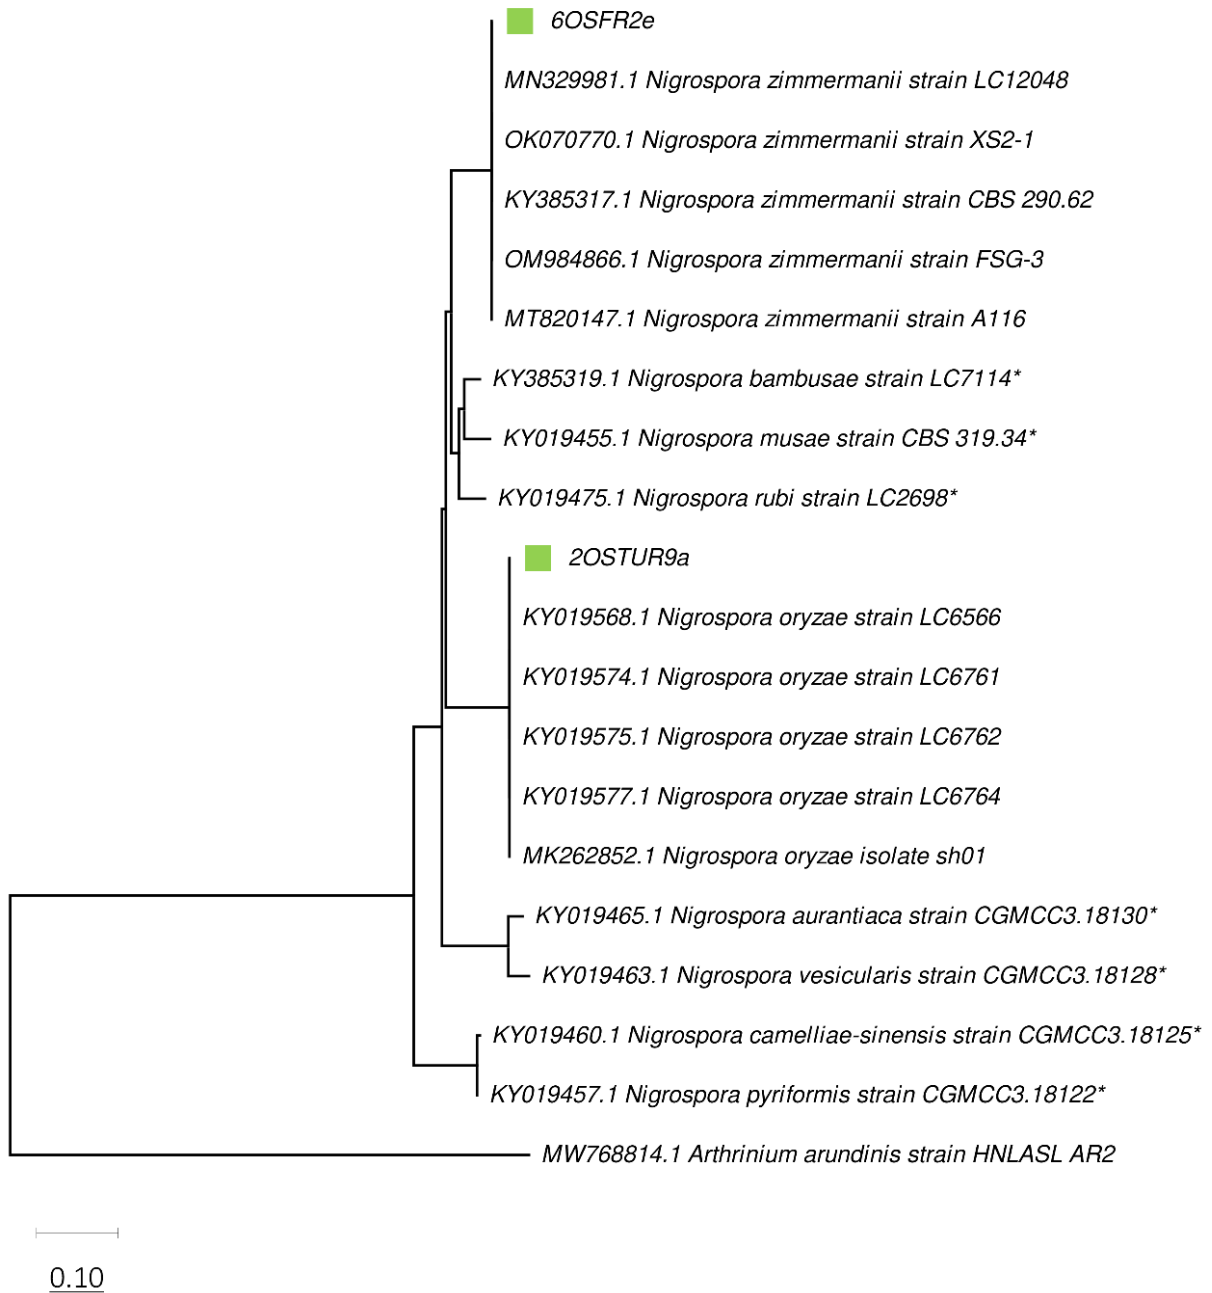 6OSFR2e
MN329981.1 Nigrospora zimmermanii strain LC12048
OK070770.1 Nigrospora zimmermanii strain XS2-1
KY385317.1 Nigrospora zimmermanii strain CBS 290.62
OM984866.1 Nigrospora zimmermanii strain FSG-3
MT820147.1 Nigrospora zimmermanii strain A116
KY385319.1 Nigrospora bambusae strain LC7114*
KY019455.1 Nigrospora musae strain CBS 319.34*
KY019475.1 Nigrospora rubi strain LC2698*
2OSTUR9a
KY019568.1 Nigrospora oryzae strain LC6566
KY019574.1 Nigrospora oryzae strain LC6761
KY019575.1 Nigrospora oryzae strain LC6762
KY019577.1 Nigrospora oryzae strain LC6764
MK262852.1 Nigrospora oryzae isolate sh01
KY019465.1 Nigrospora aurantiaca strain CGMCC3.18130*
KY019463.1 Nigrospora vesicularis strain CGMCC3.18128*
KY019460.1 Nigrospora camelliae-sinensis strain CGMCC3.18125*
KY019457.1 Nigrospora pyriformis strain CGMCC3.18122*
MW768814.1 Arthrinium arundinis strain HNLASL AR2
0.10